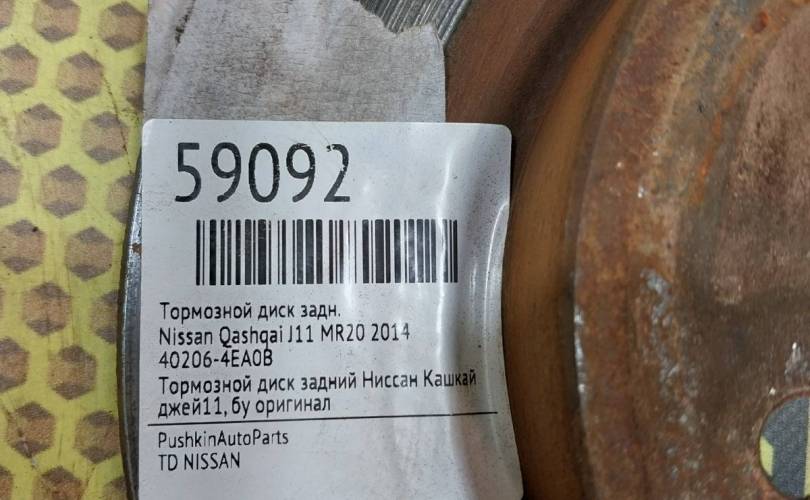 59092
Тормозной диск задн.
Nissan Qashqai J11 MR20 2014
40206-4EA0B
Тормозной диск задний Ниссан Кашкай
джей11, бу оригинал
PushkinAutoParts
TD NISSAN